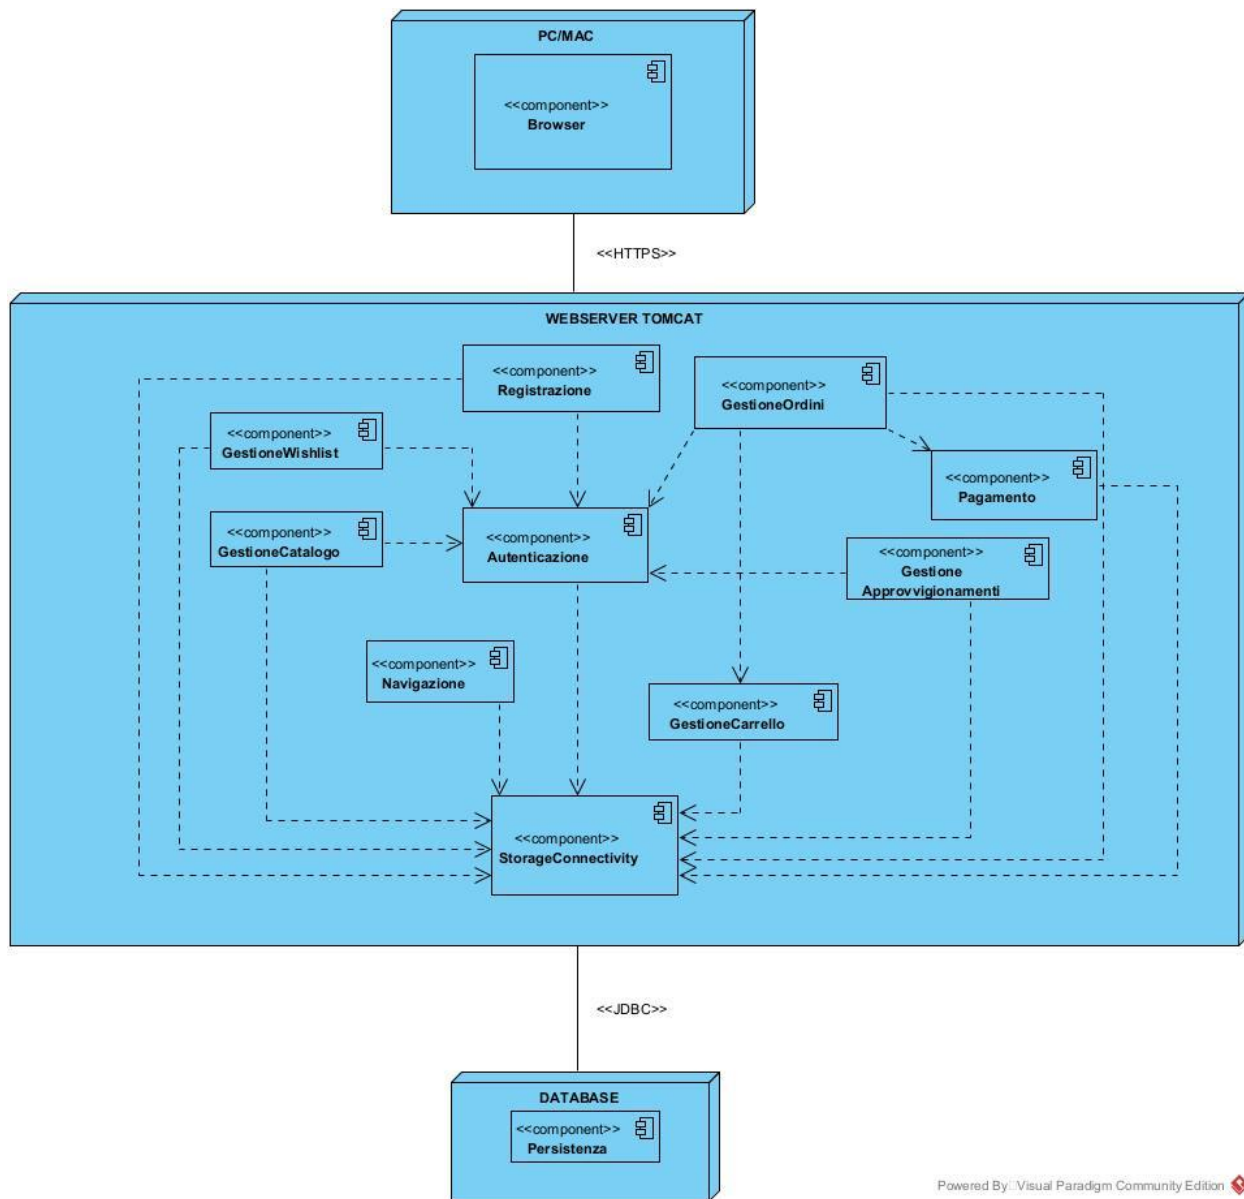 PC/MAC
<<component>>
Browser
<<HTTPS>>
WEBSERVER TOMCAT
<<component>>
Registrazione
<<component>>
GestioneOrdini
<<component>>
GestioneWishlist
<<component>>
Pagamento
<<component>>
GestioneCatalogo
<<component>>
Autenticazione
<<component>>
Gestione
Approvvigionamenti
<<component>>
Navigazione
<<component>>
GestioneCarrello
<<component>>
StorageConnectivity
<<JDBC>>
DATABASE
<<component>>
Persistenza
Powered By Visual Paradigm Community Edition